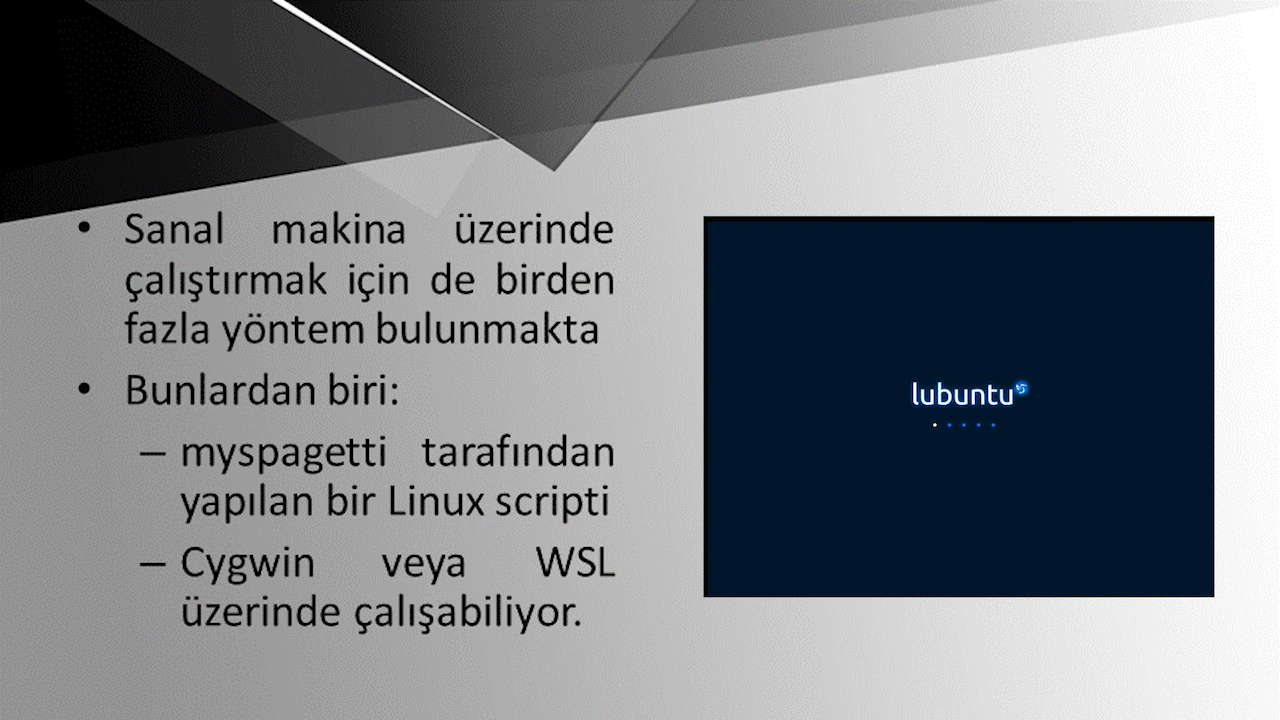 • Sanal makina üzerinde
çalıştırmak için de birden
fazla yöntem bulunmakta
• Bunlardan biri:
– myspagetti tarafından
yapılan bir Linux scripti
– Cygwin veya WSL
üzerinde çalışabiliyor.
lubuntu